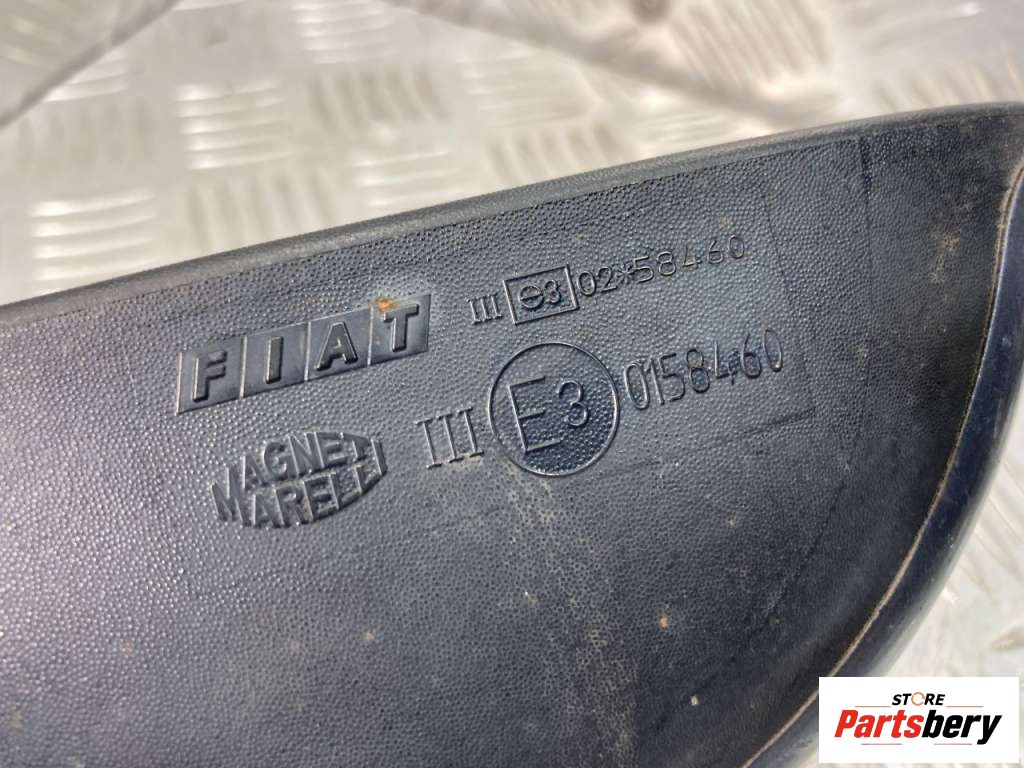 FIAT
III e3 02*58460
III E3 0158460
MAGNETI
MARELLI
STORE
Partsbery